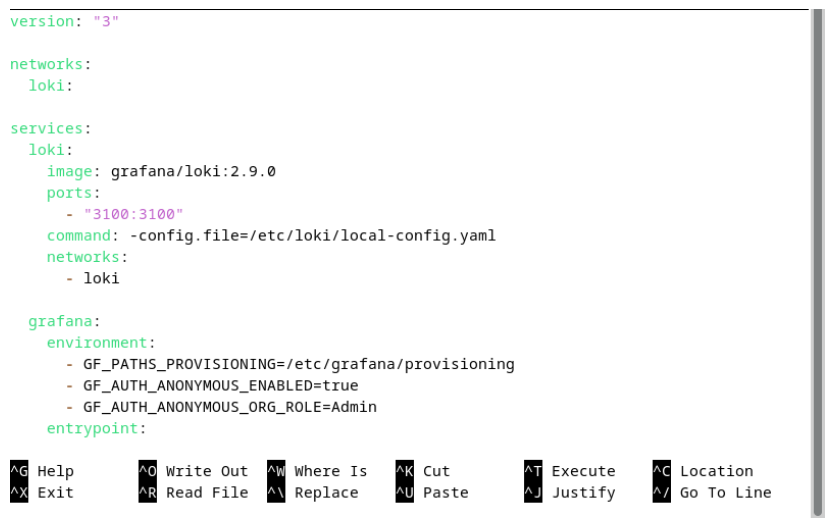 version: "3"

networks:
  loki:

services:
  loki:
    image: grafana/loki:2.9.0
    ports:
      - "3100:3100"
    command: -config.file=/etc/loki/local-config.yaml
    networks:
      - loki

  grafana:
    environment:
      - GF_PATHS_PROVISIONING=/etc/grafana/provisioning
      - GF_AUTH_ANONYMOUS_ENABLED=true
      - GF_AUTH_ANONYMOUS_ORG_ROLE=Admin
    entrypoint:

^G Help ^O Write Out ^W Where Is ^K Cut ^T Execute ^C Location
^X Exit ^R Read File ^\ Replace ^U Paste ^J Justify ^/ Go To Line